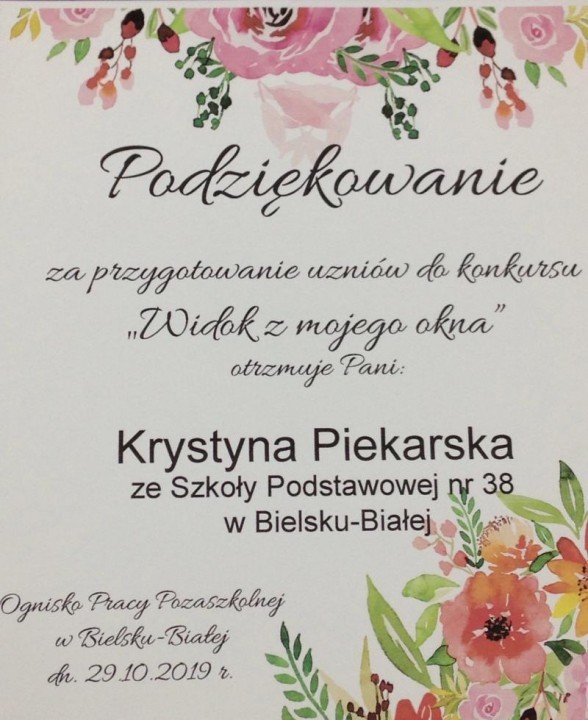 Podziękowanie
za przygotowanie uzniów do konkursu
„Widok z mojego okna”
otrzmuje Pani:
Krystyna Piekarska
ze Szkoły Podstawowej nr 38
w Bielsku-Białej
Ognisko Pracy Pozaszkolnej
w Bielsku-Białej
dn. 29.10.2019 r.